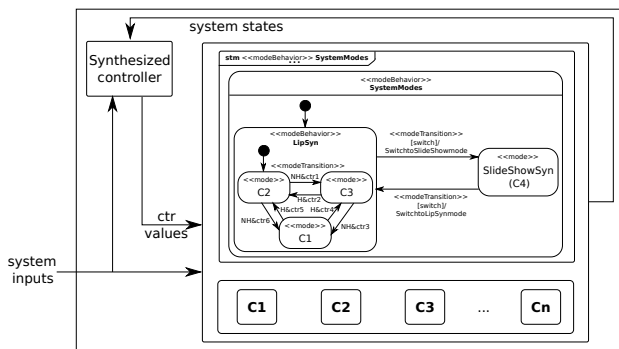 system states
Synthesized
controller
stm <<modeBehavior>> SystemModes
...
<<modeBehavior>>
SystemModes
<<modeBehavior>>
LipSyn
<<modeTransition>>
[switch]/
SwitchtoSlideShowmode
<<modeTransition>>
<<mode>>
C2
NH&ctr1
<<mode>>
C3
H&ctr2
<<mode>>
SlideShowSyn
(C4)
H&ctr5
H&ctr4
<<modeTransition>>
[switch]/
SwitchtoLipSynmode
NH&ctr6
<<mode>>
C1
NH&ctr3
ctr
values
system
inputs
C1
C2
C3
...
Cn